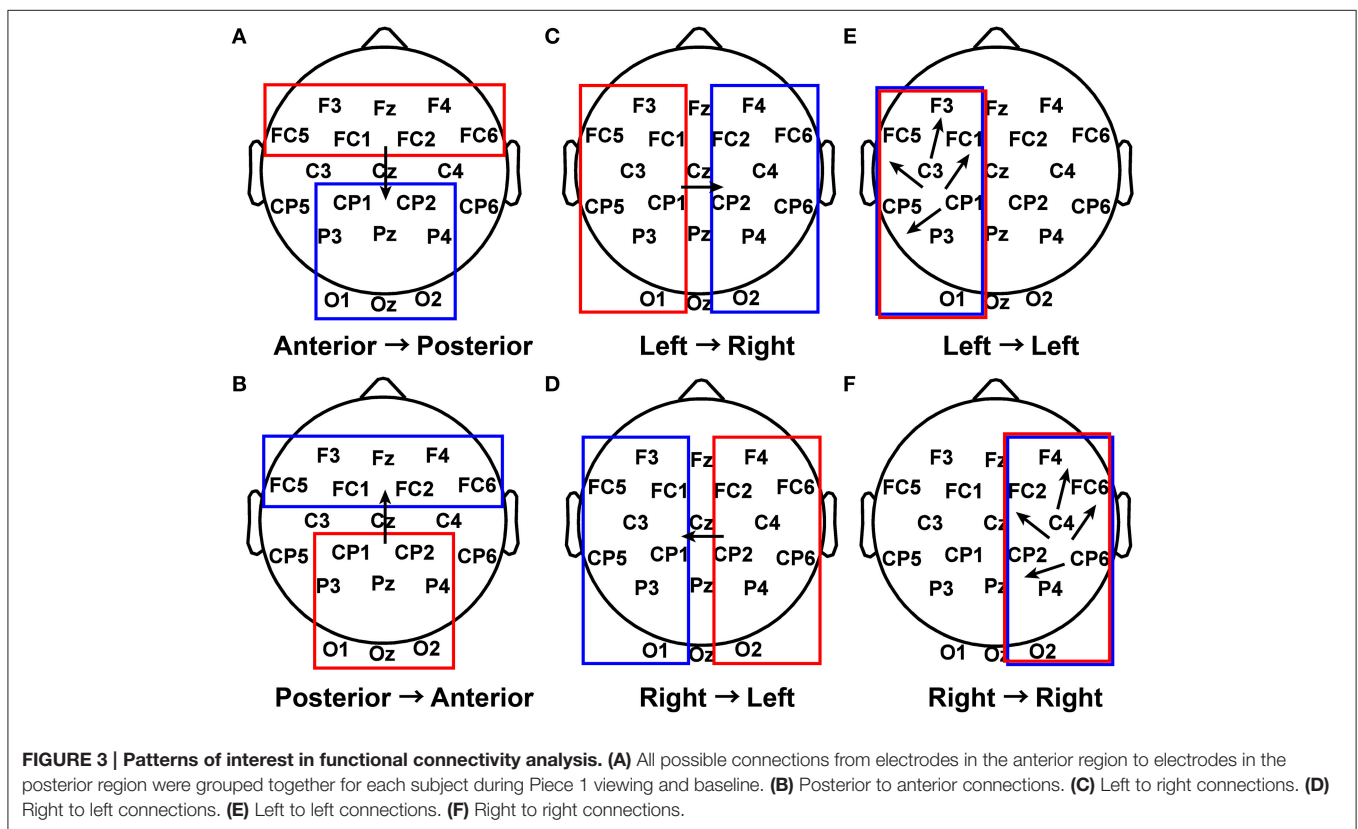 A
F3 Fz F4
FC5 FC1 FC2 FC6
C3 Cz C4
CP5 CP1 CP2 CP6
P3 Pz P4
O1 Oz O2
Anterior → Posterior
C
F3 Fz F4
FC5 FC1 FC2 FC6
C3 Cz C4
CP5 CP1 CP2 CP6
P3 Pz P4
O1 Oz O2
Left → Right
E
F3 Fz F4
FC5 FC1 FC2 FC6
C3 Cz C4
CP5 CP1 CP2 CP6
P3 Pz P4
O1 Oz O2
Left → Left
B
F3 Fz F4
FC5 FC1 FC2 FC6
C3 Cz C4
CP5 CP1 CP2 CP6
P3 Pz P4
O1 Oz O2
Posterior → Anterior
D
F3 Fz F4
FC5 FC1 FC2 FC6
C3 Cz C4
CP5 CP1 CP2 CP6
P3 Pz P4
O1 Oz O2
Right → Left
F
F3 Fz F4
FC5 FC1 FC2 FC6
C3 Cz C4
CP5 CP1 CP2 CP6
P3 Pz P4
O1 Oz O2
Right → Right
FIGURE 3 | Patterns of interest in functional connectivity analysis. (A) All possible connections from electrodes in the anterior region to electrodes in the
posterior region were grouped together for each subject during Piece 1 viewing and baseline. (B) Posterior to anterior connections. (C) Left to right connections. (D)
Right to left connections. (E) Left to left connections. (F) Right to right connections.